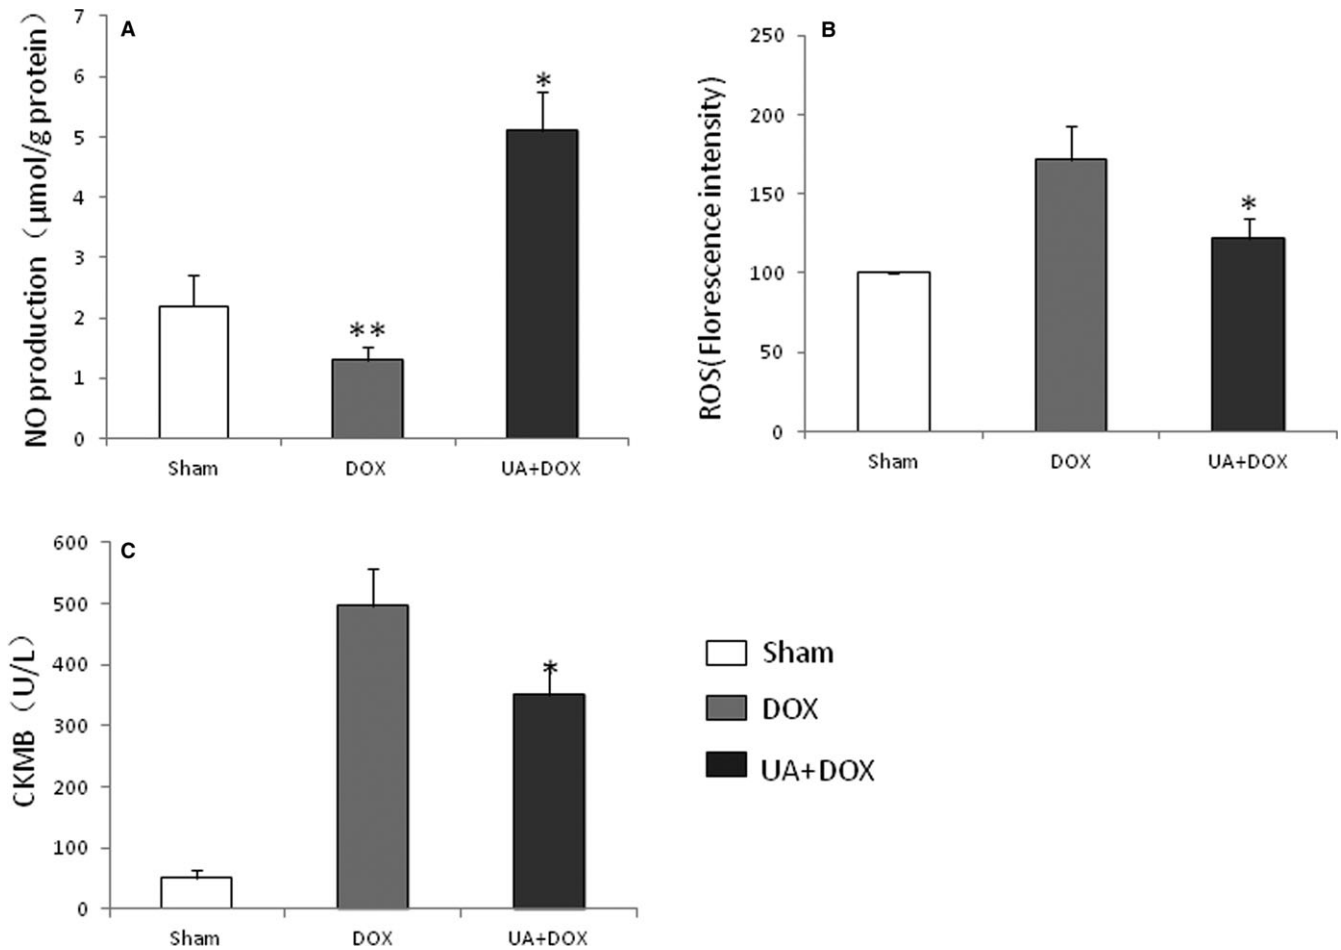 A
NO production（μmol/g protein）
7
6
5
4
3
2
1
0
*
**
Sham DOX UA+DOX
B
ROS(Florescence intensity)
250
200
150
100
50
0
*
Sham DOX UA+DOX
C
CKMB（U/L）
600
500
400
300
200
100
0
*
Sham DOX UA+DOX
Sham
DOX
UA+DOX